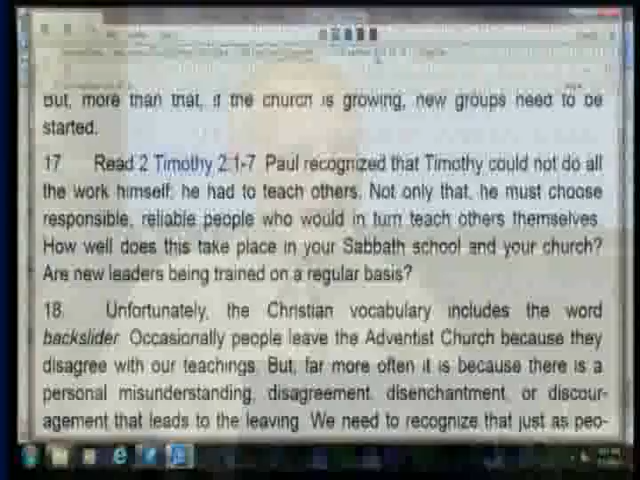 But, more than that, if the church is growing, new groups need to be
started.
17 Read 2 Timothy 2:1-7 Paul recognized that Timothy could not do all
the work himself, he had to teach others. Not only that, he must choose
responsible, reliable people who would in turn teach others themselves.
How well does this take place in your Sabbath school and your church?
Are new leaders being trained on a regular basis?
18. Unfortunately, the Christian vocabulary includes the word
backslider Occasionally people leave the Adventist Church because they
disagree with our teachings. But, far more often it is because there is a
personal misunderstanding, disagreement, disenchantment, or discour-
agement that leads to the leaving. We need to recognize that just as peo-